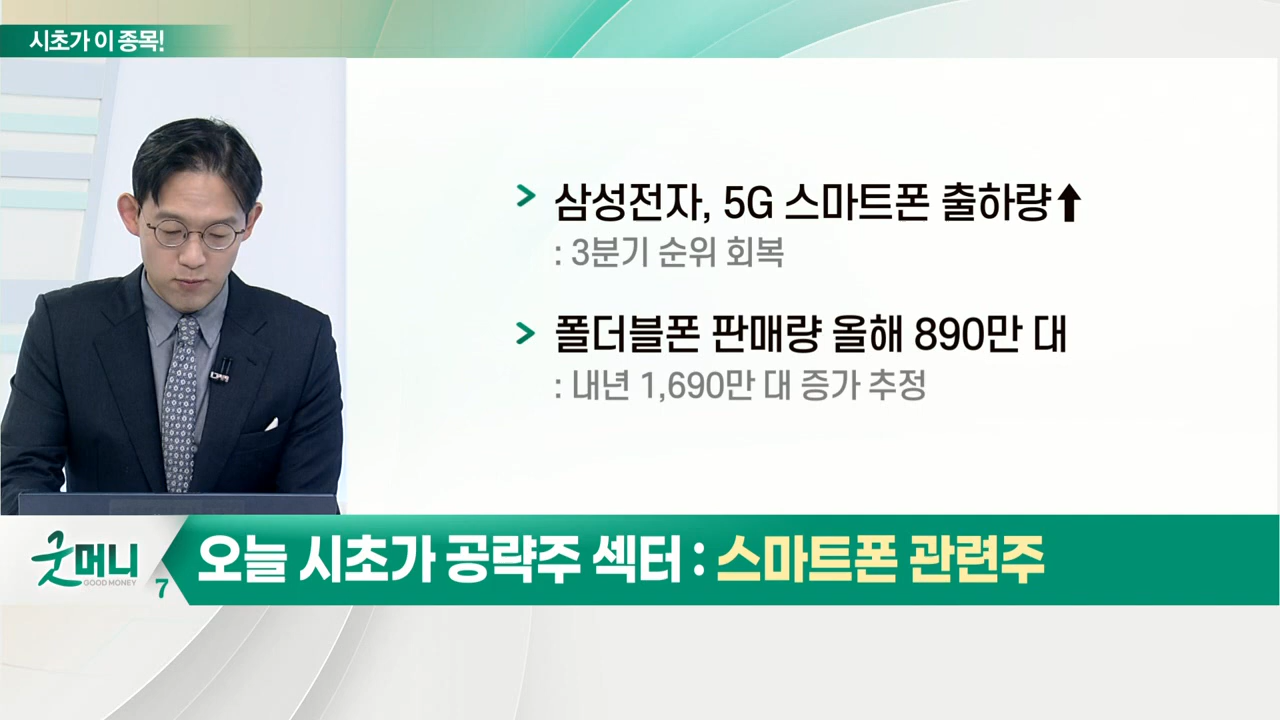 시초가 이 종목!
> 삼성전자, 5G 스마트폰 출하량⬆
: 3분기 순위 회복
> 폴더블폰 판매량 올해 890만 대
: 내년 1,690만 대 증가 추정
굿머니
GOOD MONEY
7
오늘 시초가 공략주 섹터 : 스마트폰 관련주